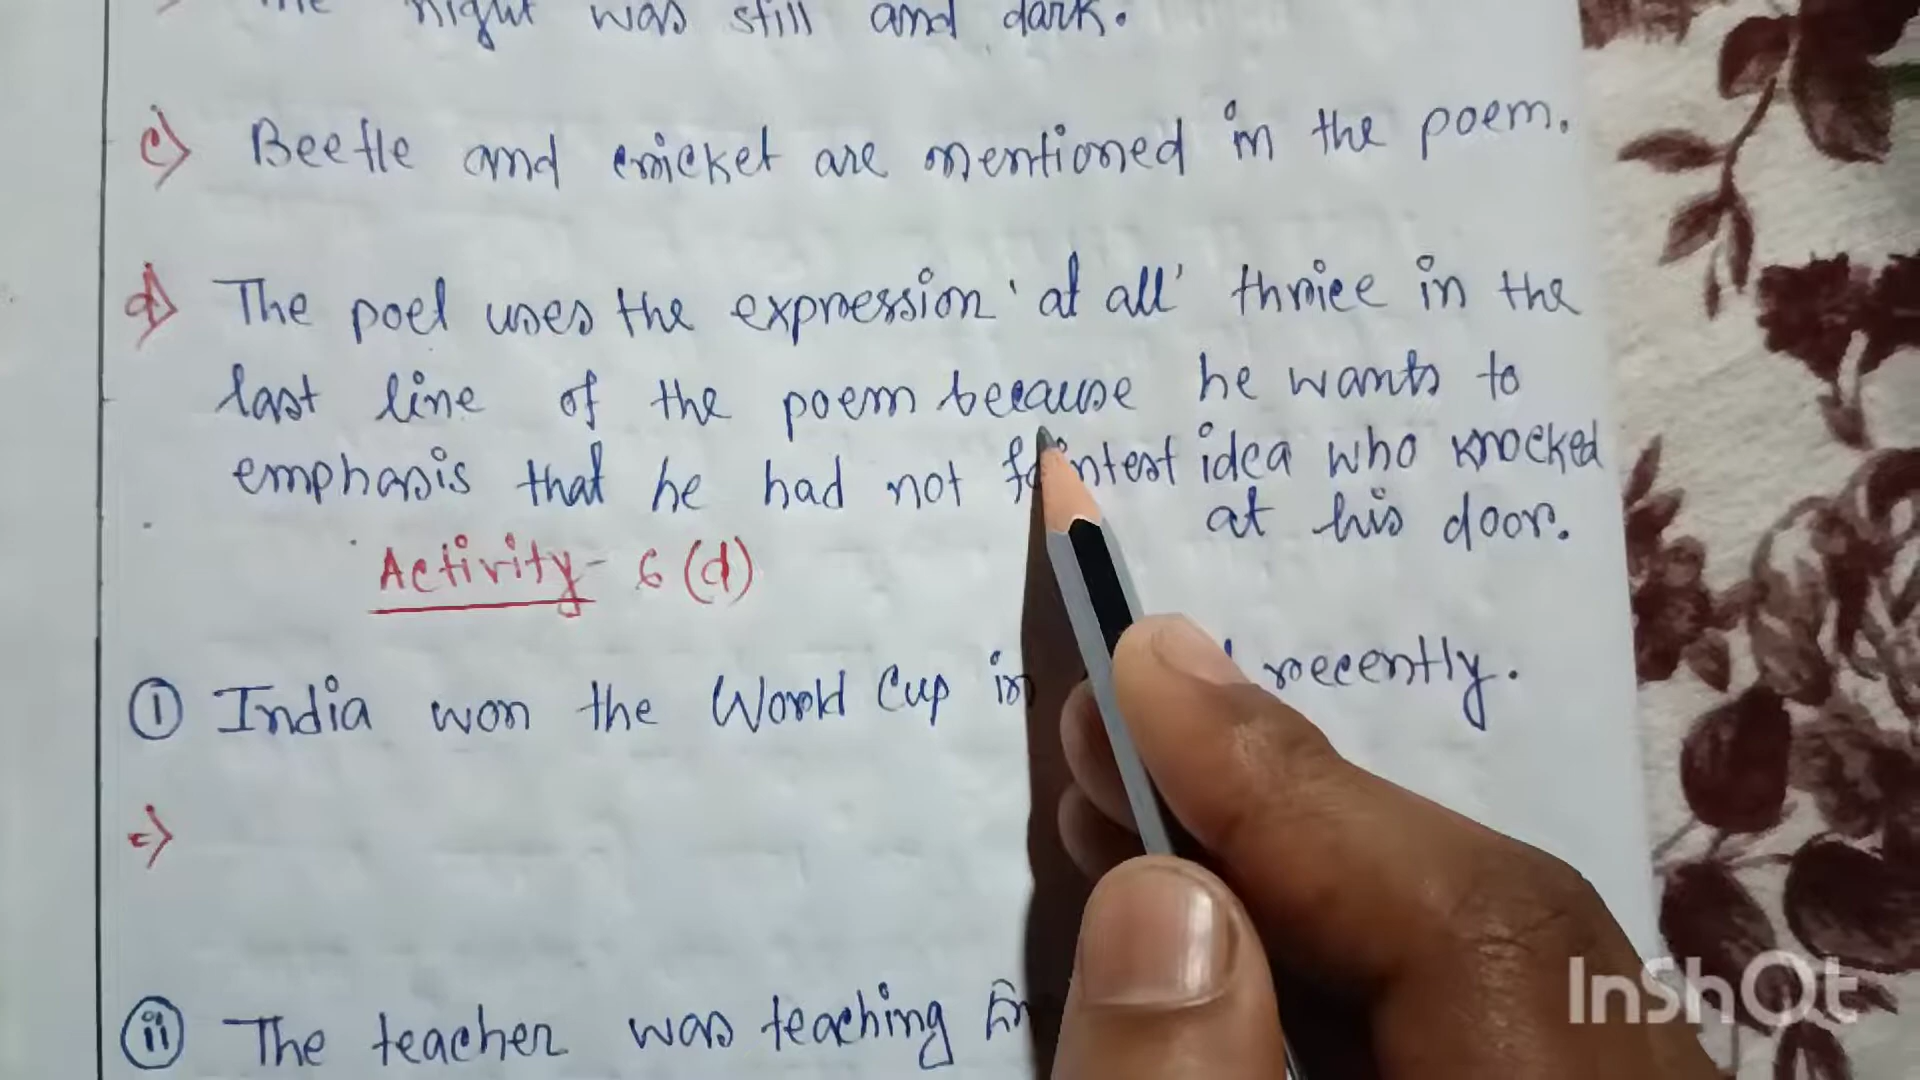 night was still and dark.
c) Beetle and cricket are mentioned in the poem.
d) The poet uses the expression 'at all' thrice in the
last line of the poem because he wants to
emphasis that he had not faintest idea who knocked
at his door.
Activity- 6 (d)
(i) India won the World Cup in recently.
=>
(ii) The teacher was teaching
InShOt